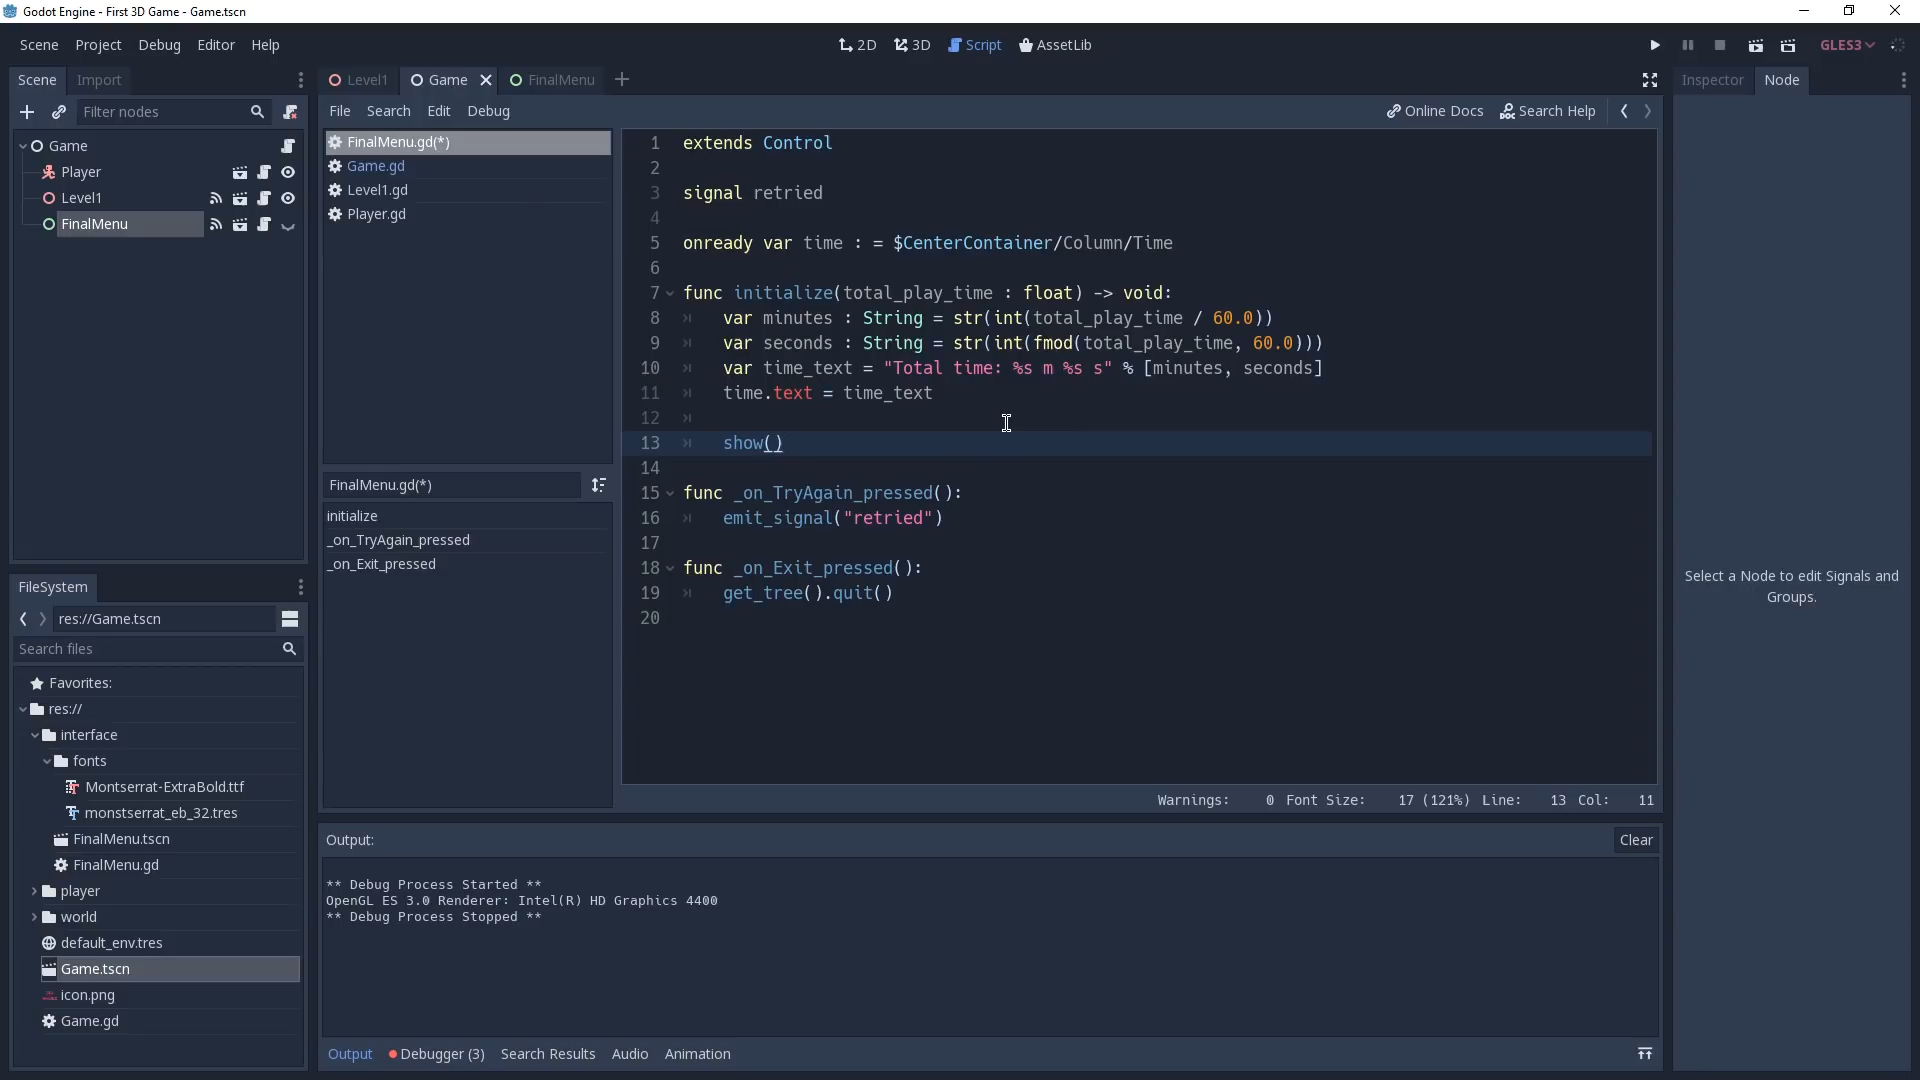 Godot Engine - First 3D Game - Game.tscn
Scene Project Debug Editor Help
2D 3D Script AssetLib
GLES3
Scene Import
Filter nodes
Game
Player
Level1
FinalMenu
FileSystem
res://Game.tscn
Search files
Favorites:
res://
interface
fonts
Montserrat-ExtraBold.ttf
monstserrat_eb_32.tres
FinalMenu.tscn
FinalMenu.gd
player
world
default_env.tres
Game.tscn
icon.png
Game.gd
Level1 Game FinalMenu
File Search Edit Debug
Online Docs Search Help
FinalMenu.gd(*)
Game.gd
Level1.gd
Player.gd
FinalMenu.gd(*)
initialize
_on_TryAgain_pressed
_on_Exit_pressed
1 extends Control
2
3 signal retried
4
5 onready var time : = $CenterContainer/Column/Time
6
7 func initialize(total_play_time : float) -> void:
8 var minutes : String = str(int(total_play_time / 60.0))
9 var seconds : String = str(int(fmod(total_play_time, 60.0)))
10 var time_text = "Total time: %s m %s s" % [minutes, seconds]
11 time.text = time_text
12
13 show()
14
15 func _on_TryAgain_pressed():
16 emit_signal("retried")
17
18 func _on_Exit_pressed():
19 get_tree().quit()
20
Warnings: 0 Font Size: 17 (121%) Line: 13 Col: 11
Output:
Clear
** Debug Process Started **
OpenGL ES 3.0 Renderer: Intel(R) HD Graphics 4400
** Debug Process Stopped **
Output Debugger (3) Search Results Audio Animation
Inspector Node
Select a Node to edit Signals and
Groups.